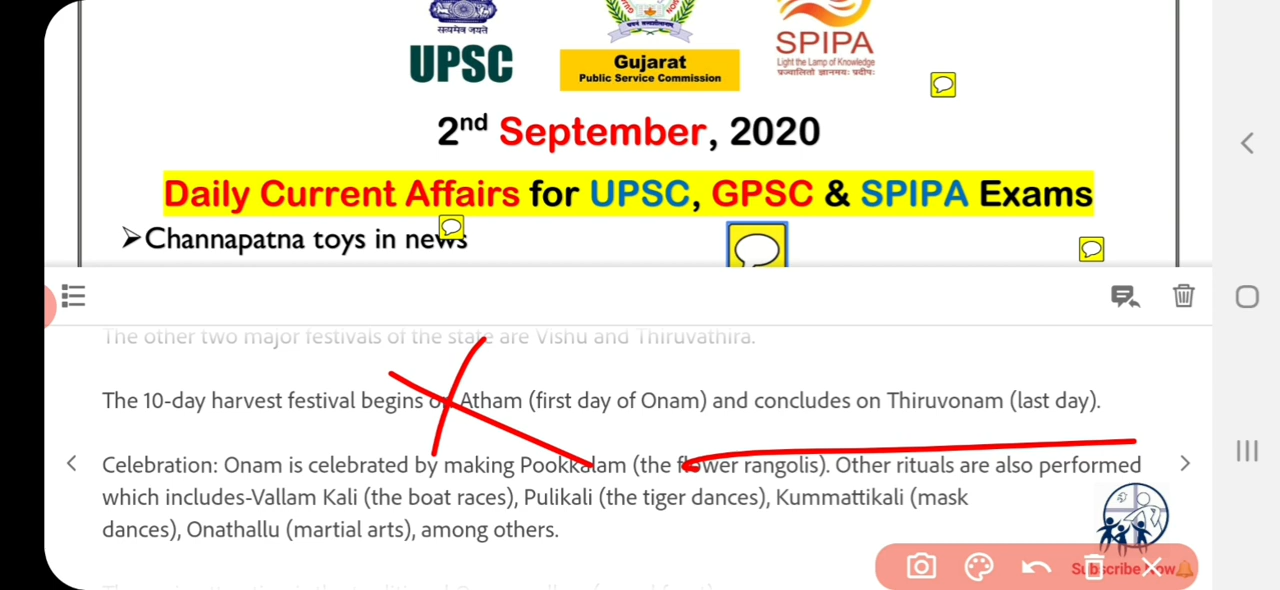 सत्यमेव जयते
UPSC
Gujarat
Public Service Commission
SPIPA
Light the Lamp of Knowledge
प्रज्वालितो ज्ञानमयः प्रदीपः
2nd September, 2020
Daily Current Affairs for UPSC, GPSC & SPIPA Exams
➢Channapatna toys in news
The other two major festivals of the state are Vishu and Thiruvathira.
The 10-day harvest festival begins on Atham (first day of Onam) and concludes on Thiruvonam (last day).
Celebration: Onam is celebrated by making Pookkalam (the flower rangolis). Other rituals are also performed
which includes-Vallam Kali (the boat races), Pulikali (the tiger dances), Kummattikali (mask
dances), Onathallu (martial arts), among others.
Subscribe Now